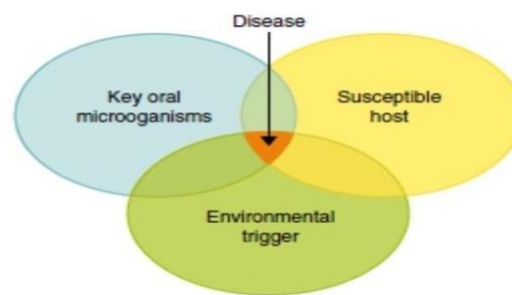 Disease
Key oral
microoganisms
Susceptible
host
Environmental
trigger